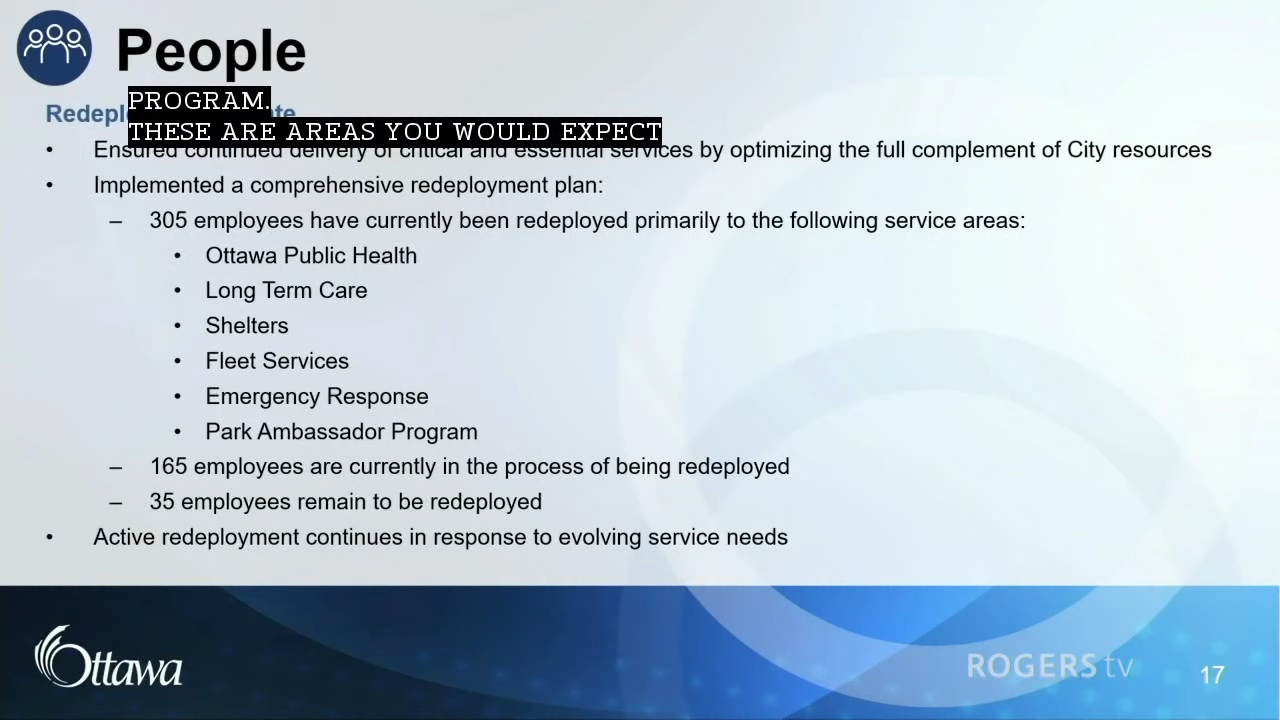 People
PROGRAM.
THESE ARE AREAS YOU WOULD EXPECT
• Ensured continued delivery of critical and essential services by optimizing the full complement of City resources
• Implemented a comprehensive redeployment plan:
– 305 employees have currently been redeployed primarily to the following service areas:
• Ottawa Public Health
• Long Term Care
• Shelters
• Fleet Services
• Emergency Response
• Park Ambassador Program
– 165 employees are currently in the process of being redeployed
– 35 employees remain to be redeployed
• Active redeployment continues in response to evolving service needs
Ottawa
ROGERS tv
17